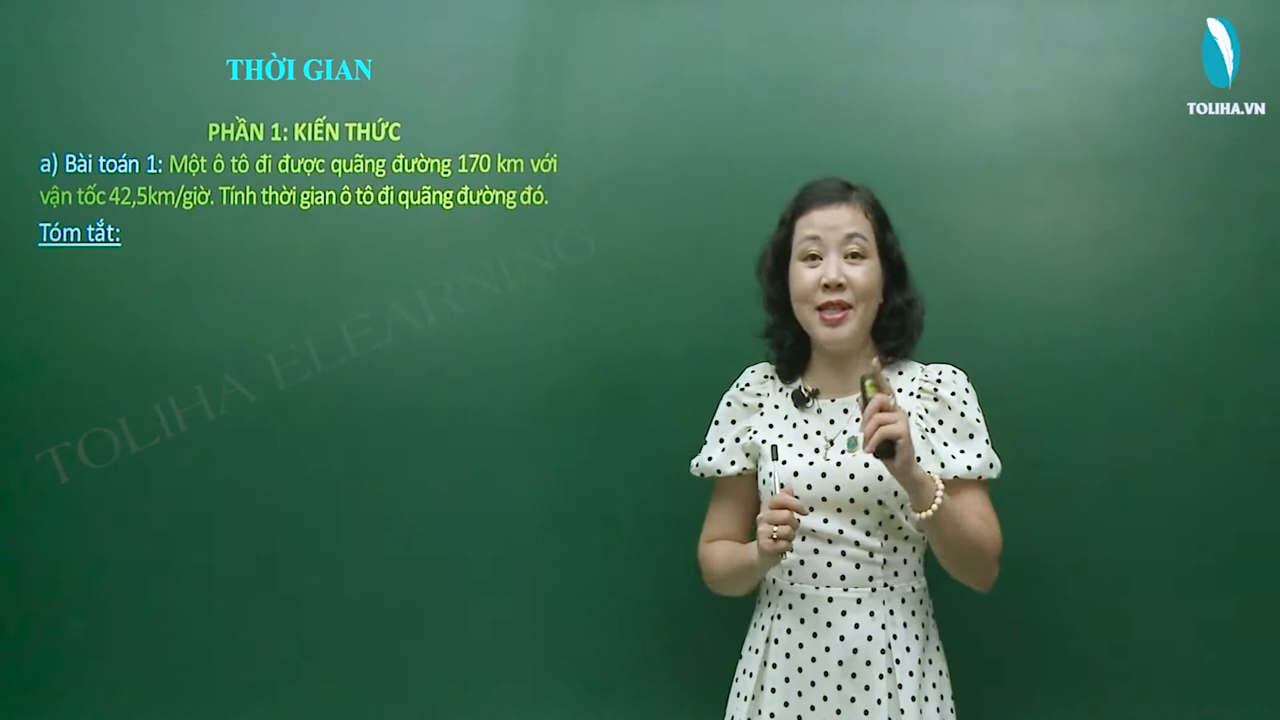 THỜI GIAN
PHẦN 1: KIẾN THỨC
a) Bài toán 1: Một ô tô đi được quãng đường 170 km với
vận tốc 42,5km/giờ. Tính thời gian ô tô đi quãng đường đó.
Tóm tắt:
TOLIHA ELEARNING
TOLIHA.VN